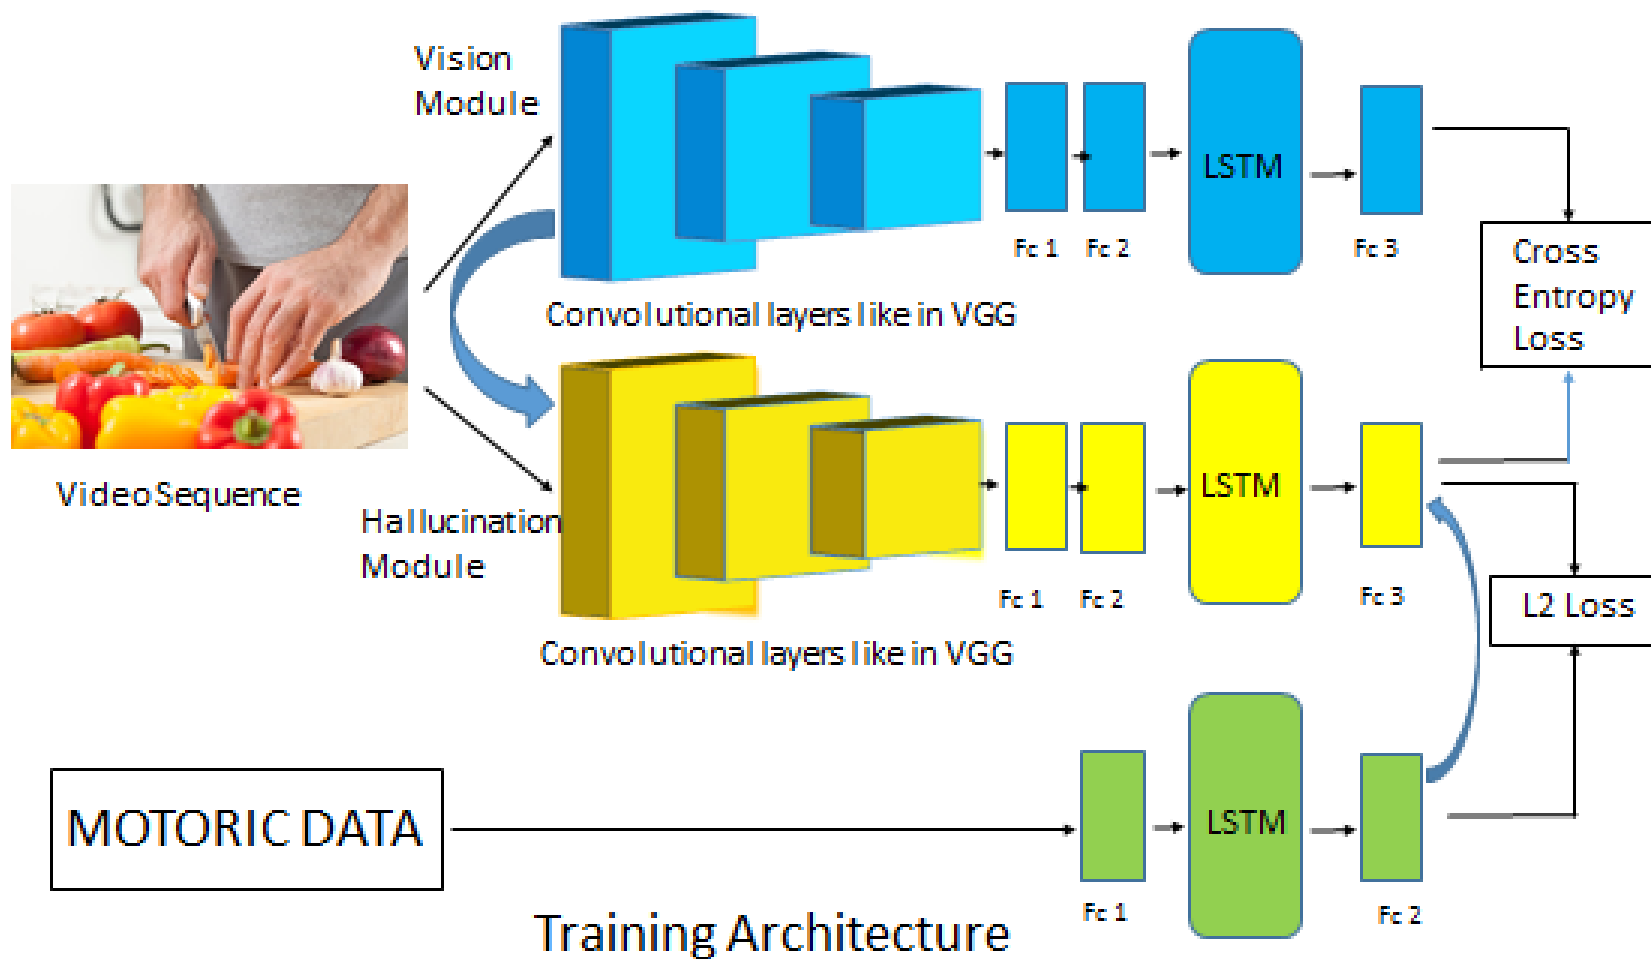 Vision
Module
Fc 1
Fc 2
LSTM
Fc 3
Cross
Entropy
Loss
Convolutional layers like in VGG
Video Sequence
Hallucination
Module
Fc 1
Fc 2
LSTM
Fc 3
L2 Loss
Convolutional layers like in VGG
MOTORIC DATA
Fc 1
LSTM
Fc 2
Training Architecture